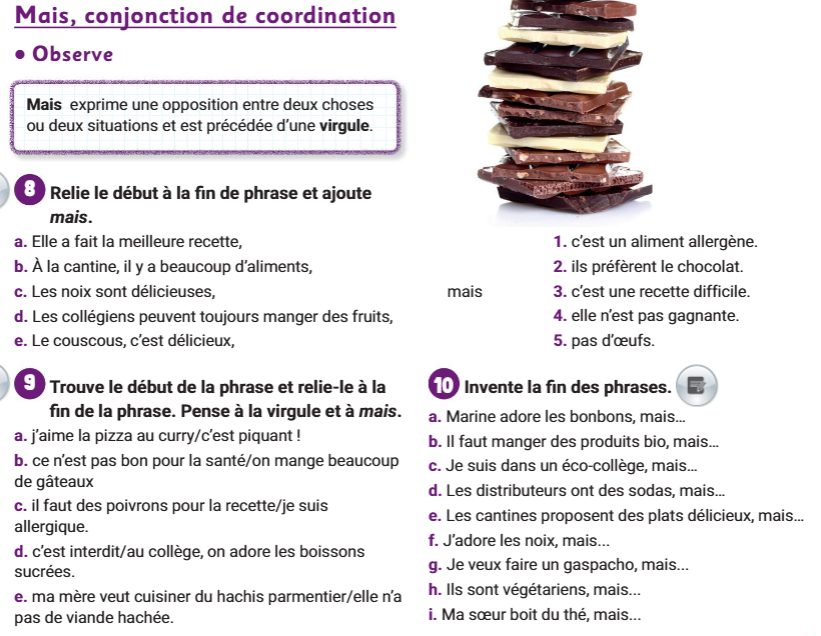 Mais, conjonction de coordination
• Observe
Mais exprime une opposition entre deux choses
ou deux situations et est précédée d'une virgule.
8 Relie le début à la fin de phrase et ajoute
mais.
a. Elle a fait la meilleure recette,
b. À la cantine, il y a beaucoup d'aliments,
c. Les noix sont délicieuses,
d. Les collégiens peuvent toujours manger des fruits,
e. Le couscous, c'est délicieux,
mais
1. c'est un aliment allergène.
2. ils préfèrent le chocolat.
3. c'est une recette difficile.
4. elle n'est pas gagnante.
5. pas d'œufs.
9 Trouve le début de la phrase et relie-le à la
fin de la phrase. Pense à la virgule et à mais.
a. j'aime la pizza au curry/c'est piquant !
b. ce n'est pas bon pour la santé/on mange beaucoup
de gâteaux
c. il faut des poivrons pour la recette/je suis
allergique.
d. c'est interdit/au collège, on adore les boissons
sucrées.
e. ma mère veut cuisiner du hachis parmentier/elle n'a
pas de viande hachée.
10 Invente la fin des phrases.
a. Marine adore les bonbons, mais...
b. Il faut manger des produits bio, mais...
c. Je suis dans un éco-collège, mais...
d. Les distributeurs ont des sodas, mais...
e. Les cantines proposent des plats délicieux, mais...
f. J'adore les noix, mais...
g. Je veux faire un gaspacho, mais...
h. Ils sont végétariens, mais...
i. Ma sœur boit du thé, mais...